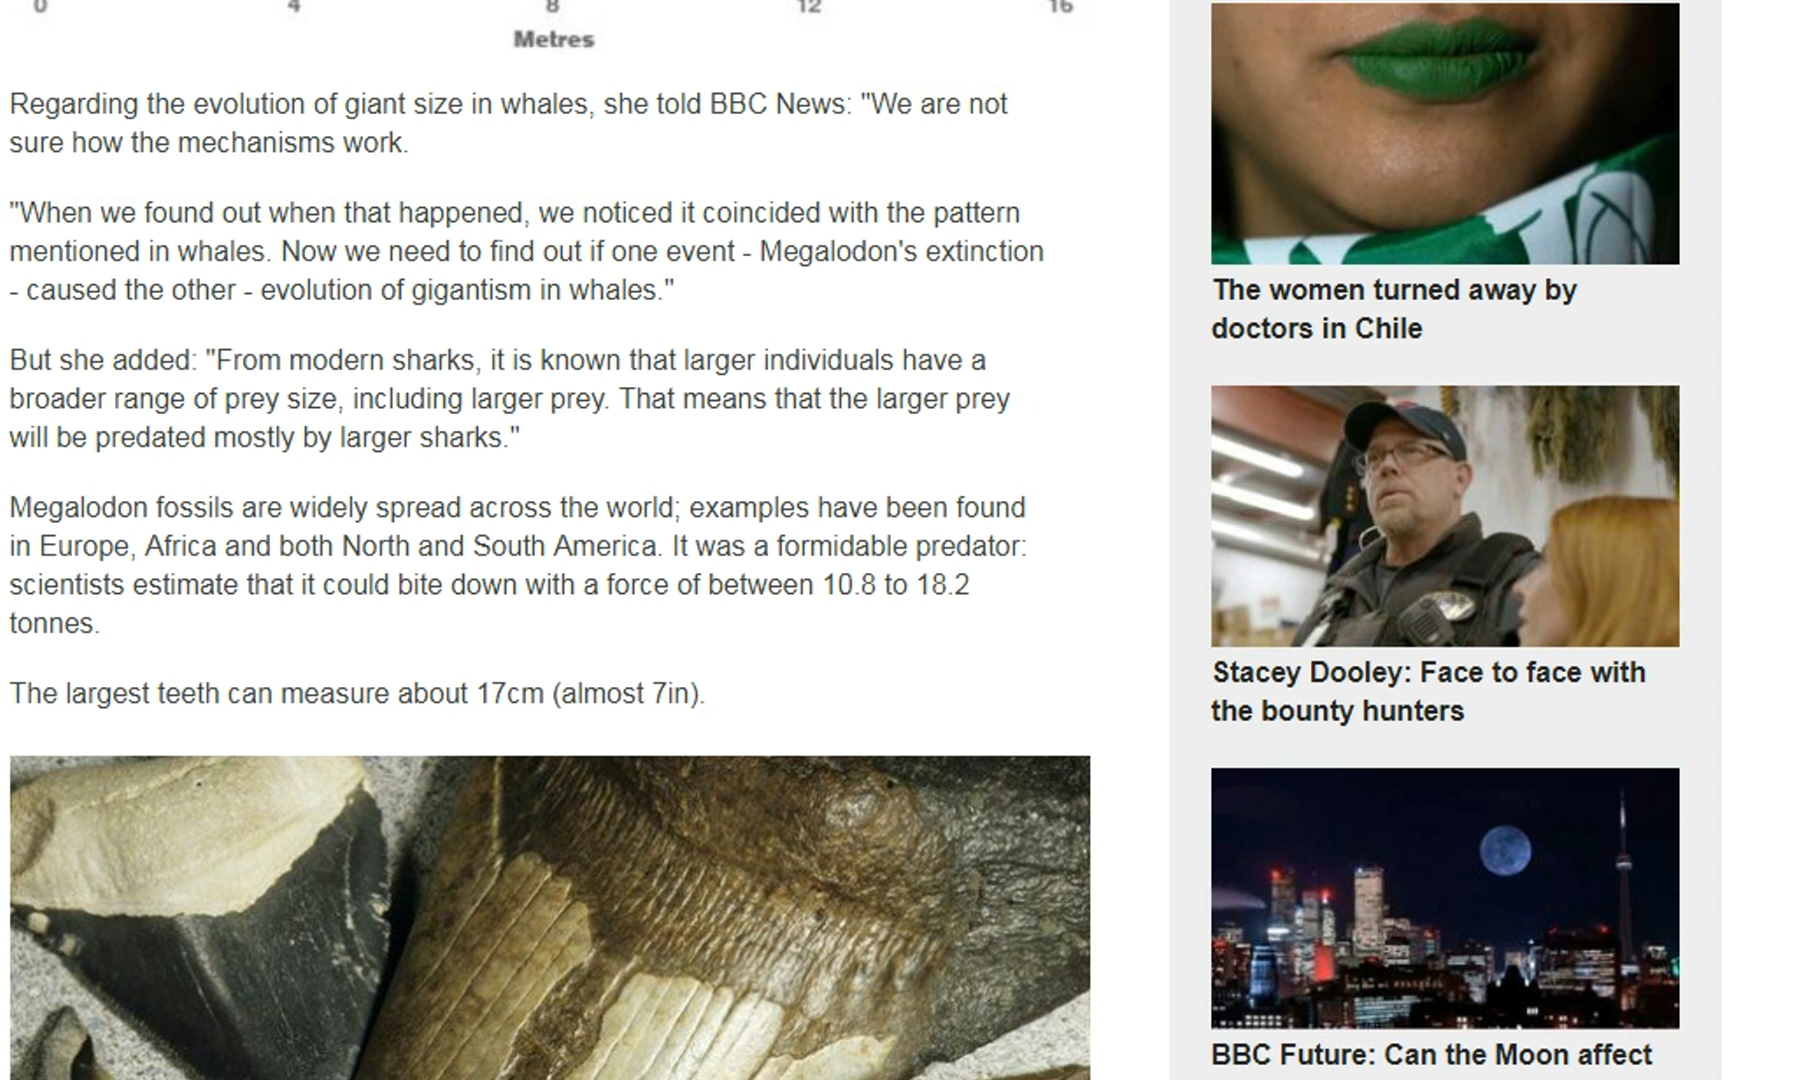 0 4 8 12 16
Metres
Regarding the evolution of giant size in whales, she told BBC News: "We are not
sure how the mechanisms work.
"When we found out when that happened, we noticed it coincided with the pattern
mentioned in whales. Now we need to find out if one event - Megalodon's extinction
- caused the other - evolution of gigantism in whales."
But she added: "From modern sharks, it is known that larger individuals have a
broader range of prey size, including larger prey. That means that the larger prey
will be predated mostly by larger sharks."
Megalodon fossils are widely spread across the world; examples have been found
in Europe, Africa and both North and South America. It was a formidable predator:
scientists estimate that it could bite down with a force of between 10.8 to 18.2
tonnes.
The largest teeth can measure about 17cm (almost 7in).
The women turned away by
doctors in Chile
Stacey Dooley: Face to face with
the bounty hunters
BBC Future: Can the Moon affect